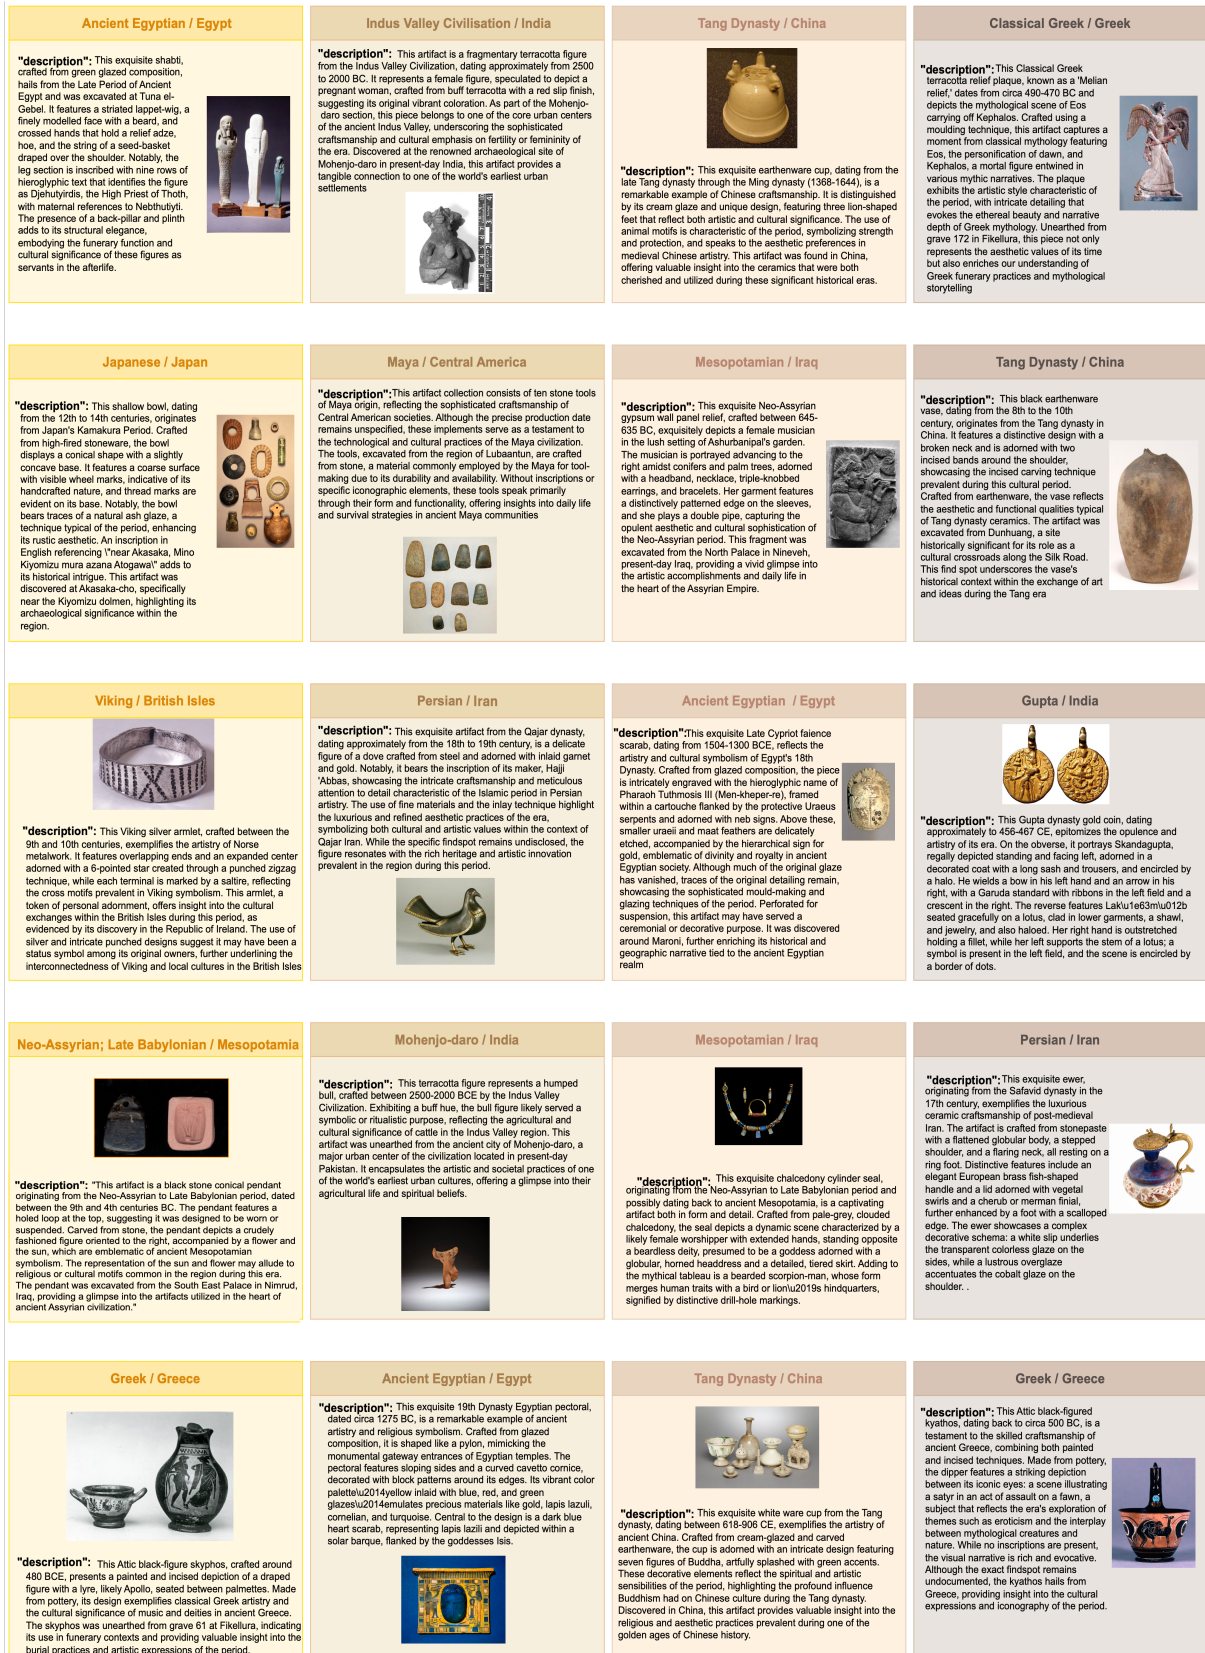 Ancient Egyptian / Egypt
"description": This exquisite shabti,
crafted from green glazed composition,
hails from the Late Period of Ancient
Egypt and was excavated at Tuna el-
Gebel. It features a striated lappet-wig, a
finely modelled face with a beard, and
crossed hands that hold a relief adze,
hoe, and the string of a seed-basket
draped over the shoulder. Notably, the
leg section is inscribed with nine rows of
hieroglyphic text that identifies the figure
as Djehutyirdis, the High Priest of Thoth,
with maternal references to Nebthutiyti.
The presence of a back-pillar and plinth
adds to its structural elegance,
embodying the funerary function and
cultural significance of these figures as
servants in the afterlife.
Indus Valley Civilisation / India
"description": This artifact is a fragmentary terracotta figure
from the Indus Valley Civilization, dating approximately from 2500
to 2000 BC. It represents a female figure, speculated to depict a
pregnant woman, crafted from buff terracotta with a red slip finish,
suggesting its original vibrant coloration. As part of the Mohenjo-
daro section, this piece belongs to one of the core urban centers
of the ancient Indus Valley, underscoring the sophisticated
craftsmanship and cultural emphasis on fertility or femininity of
the era. Discovered at the renowned archaeological site of
Mohenjo-daro in present-day India, this artifact provides a
tangible connection to one of the world's earliest urban
settlements
Tang Dynasty / China
"description": This exquisite earthenware cup, dating from the
late Tang dynasty through the Ming dynasty (1368-1644), is a
remarkable example of Chinese craftsmanship. It is distinguished
by its cream glaze and unique design, featuring three lion-shaped
feet that reflect both artistic and cultural significance. The use of
animal motifs is characteristic of the period, symbolizing strength
and protection, and speaks to the aesthetic preferences in
medieval Chinese artistry. This artifact was found in China,
offering valuable insight into the ceramics that were both
cherished and utilized during these significant historical eras.
Classical Greek / Greek
"description": This Classical Greek
terracotta relief plaque, known as a 'Melian
relief,' dates from circa 490-470 BC and
depicts the mythological scene of Eos
carrying off Kephalos. Crafted using a
moulding technique, this artifact captures a
moment from classical mythology featuring
Eos, the personification of dawn, and
Kephalos, a mortal figure entwined in
various mythic narratives. The plaque
exhibits the artistic style characteristic of
the period, with intricate detailing that
evokes the ethereal beauty and narrative
depth of Greek mythology. Unearthed from
grave 172 in Fikellura, this piece not only
represents the aesthetic values of its time
but also enriches our understanding of
Greek funerary practices and mythological
storytelling
Japanese / Japan
"description": This shallow bowl, dating
from the 12th to 14th centuries, originates
from Japan's Kamakura Period. Crafted
from high-fired stoneware, the bowl
displays a conical shape with a slightly
concave base. It features a coarse surface
with visible wheel marks, indicative of its
handcrafted nature, and thread marks are
evident on its base. Notably, the bowl
bears traces of a natural ash glaze, a
technique typical of the period, enhancing
its rustic aesthetic. An inscription in
English referencing \"near Akasaka, Mino
Kiyomizu mura azana Atogawa\" adds to
its historical intrigue. This artifact was
discovered at Akasaka-cho, specifically
near the Kiyomizu dolmen, highlighting its
archaeological significance within the
region.
Maya / Central America
"description":This artifact collection consists of ten stone tools
of Maya origin, reflecting the sophisticated craftsmanship of
Central American societies. Although the precise production date
remains unspecified, these implements serve as a testament to
the technological and cultural practices of the Maya civilization.
The tools, excavated from the region of Lubaantun, are crafted
from stone, a material commonly employed by the Maya for tool-
making due to its durability and availability. Without inscriptions or
specific iconographic elements, these tools speak primarily
through their form and functionality, offering insights into daily life
and survival strategies in ancient Maya communities
Mesopotamian / Iraq
"description": This exquisite Neo-Assyrian
gypsum wall panel relief, crafted between 645-
635 BC, exquisitely depicts a female musician
in the lush setting of Ashurbanipal's garden.
The musician is portrayed advancing to the
right amidst conifers and palm trees, adorned
with a headband, necklace, triple-knobbed
earrings, and bracelets. Her garment features
a distinctively patterned edge on the sleeves,
and she plays a double pipe, capturing the
opulent aesthetic and cultural sophistication of
the Neo-Assyrian period. This fragment was
excavated from the North Palace in Nineveh,
present-day Iraq, providing a vivid glimpse into
the artistic accomplishments and daily life in
the heart of the Assyrian Empire.
Tang Dynasty / China
"description": This black earthenware
vase, dating from the 8th to the 10th
century, originates from the Tang dynasty in
China. It features a distinctive design with a
broken neck and is adorned with two
incised bands around the shoulder,
showcasing the incised carving technique
prevalent during this cultural period.
Crafted from earthenware, the vase reflects
the aesthetic and functional qualities typical
of Tang dynasty ceramics. The artifact was
excavated from Dunhuang, a site
historically significant for its role as a
cultural crossroads along the Silk Road.
This find spot underscores the vase's
historical context within the exchange of art
and ideas during the Tang era
Viking / British Isles
"description": This Viking silver armlet, crafted between the
9th and 10th centuries, exemplifies the artistry of Norse
metalwork. It features overlapping ends and an expanded center
adorned with a 6-pointed star created through a punched zigzag
technique, while each terminal is marked by a saltire, reflecting
the cross motifs prevalent in Viking symbolism. This armlet, a
token of personal adornment, offers insight into the cultural
exchanges within the British Isles during this period, as
evidenced by its discovery in the Republic of Ireland. The use of
silver and intricate punched designs suggest it may have been a
status symbol among its original owners, further underlining the
interconnectedness of Viking and local cultures in the British Isles
Persian / Iran
"description": This exquisite artifact from the Qajar dynasty,
dating approximately from the 18th to 19th century, is a delicate
figure of a dove crafted from steel and adorned with inlaid garnet
and gold. Notably, it bears the inscription of its maker, Hajji
'Abbas, showcasing the intricate craftsmanship and meticulous
attention to detail characteristic of the Islamic period in Persian
artistry. The use of fine materials and the inlay technique highlight
the luxurious and refined aesthetic practices of the era,
symbolizing both cultural and artistic values within the context of
Qajar Iran. While the specific findspot remains undisclosed, the
figure resonates with the rich heritage and artistic innovation
prevalent in the region during this period.
Ancient Egyptian / Egypt
"description":This exquisite Late Cypriot faience
scarab, dating from 1504-1300 BCE, reflects the
artistry and cultural symbolism of Egypt's 18th
Dynasty. Crafted from glazed composition, the piece
is intricately engraved with the hieroglyphic name of
Pharaoh Tuthmosis III (Men-kheper-re), framed
within a cartouche flanked by the protective Uraeus
serpents and adorned with neb signs. Above these,
smaller uraeii and maat feathers are delicately
etched, accompanied by the hierarchical sign for
gold, emblematic of divinity and royalty in ancient
Egyptian society. Although much of the original glaze
has vanished, traces of the original detailing remain,
showcasing the sophisticated mould-making and
glazing techniques of the period. Perforated for
suspension, this artifact may have served a
ceremonial or decorative purpose. It was discovered
around Maroni, further enriching its historical and
geographic narrative tied to the ancient Egyptian
realm
Gupta / India
"description": This Gupta dynasty gold coin, dating
approximately to 456-467 CE, epitomizes the opulence and
artistry of its era. On the obverse, it portrays Skandagupta,
regally depicted standing and facing left, adorned in a
decorated coat with a long sash and trousers, and encircled by
a halo. He wields a bow in his left hand and an arrow in his
right, with a Garuda standard with ribbons in the left field and a
crescent in the right. The reverse features Lak\u1e63m\u012b
seated gracefully on a lotus, clad in lower garments, a shawl,
and jewelry, and also haloed. Her right hand is outstretched
holding a fillet, while her left supports the stem of a lotus; a
symbol is present in the left field, and the scene is encircled by
a border of dots.
Neo-Assyrian; Late Babylonian / Mesopotamia
"description": "This artifact is a black stone conical pendant
originating from the Neo-Assyrian to Late Babylonian period, dated
between the 9th and 4th centuries BC. The pendant features a
holed loop at the top, suggesting it was designed to be worn or
suspended. Carved from stone, the pendant depicts a crudely
fashioned figure oriented to the right, accompanied by a flower and
the sun, which are emblematic of ancient Mesopotamian
symbolism. The representation of the sun and flower may allude to
religious or cultural motifs common in the region during this era.
The pendant was excavated from the South East Palace in Nimrud,
Iraq, providing a glimpse into the artifacts utilized in the heart of
ancient Assyrian civilization."
Mohenjo-daro / India
"description": This terracotta figure represents a humped
bull, crafted between 2500-2000 BCE by the Indus Valley
Civilization. Exhibiting a buff hue, the bull figure likely served a
symbolic or ritualistic purpose, reflecting the agricultural and
cultural significance of cattle in the Indus Valley region. This
artifact was unearthed from the ancient city of Mohenjo-daro, a
major urban center of the civilization located in present-day
Pakistan. It encapsulates the artistic and societal practices of one
of the world's earliest urban cultures, offering a glimpse into their
agricultural life and spiritual beliefs.
Mesopotamian / Iraq
"description": This exquisite chalcedony cylinder seal,
originating from the Neo-Assyrian to Late Babylonian period and
possibly dating back to ancient Mesopotamia, is a captivating
artifact both in form and detail. Crafted from pale-grey, clouded
chalcedony, the seal depicts a dynamic scene characterized by a
likely female worshipper with extended hands, standing opposite
a beardless deity, presumed to be a goddess adorned with a
globular, horned headdress and a detailed, tiered skirt. Adding to
the mythical tableau is a bearded scorpion-man, whose form
merges human traits with a bird or lion\u2019s hindquarters,
signified by distinctive drill-hole markings.
Persian / Iran
"description":This exquisite ewer,
originating from the Safavid dynasty in the
17th century, exemplifies the luxurious
ceramic craftsmanship of post-medieval
Iran. The artifact is crafted from stonepaste
with a flattened globular body, a stepped
shoulder, and a flaring neck, all resting on a
ring foot. Distinctive features include an
elegant European brass fish-shaped
handle and a lid adorned with vegetal
swirls and a cherub or merman finial,
further enhanced by a foot with a scalloped
edge. The ewer showcases a complex
decorative schema: a white slip underlies
the transparent colorless glaze on the
sides, while a lustrous overglaze
accentuates the cobalt glaze on the
shoulder. .
Greek / Greece
"description": This Attic black-figure skyphos, crafted around
480 BCE, presents a painted and incised depiction of a draped
figure with a lyre, likely Apollo, seated between palmettes. Made
from pottery, its design exemplifies classical Greek artistry and
the cultural significance of music and deities in ancient Greece.
The skyphos was unearthed from grave 61 at Fikellura, indicating
its use in funerary contexts and providing valuable insight into the
burial practices and artistic expressions of the period.
Ancient Egyptian / Egypt
"description": This exquisite 19th Dynasty Egyptian pectoral,
dated circa 1275 BC, is a remarkable example of ancient
artistry and religious symbolism. Crafted from glazed
composition, it is shaped like a pylon, mimicking the
monumental gateway entrances of Egyptian temples. The
pectoral features sloping sides and a curved cavetto cornice,
decorated with block patterns around its edges. Its vibrant color
palette\u2014yellow inlaid with blue, red, and green
glazes\u2014emulates precious materials like gold, lapis lazuli,
cornelian, and turquoise. Central to the design is a dark blue
heart scarab, representing lapis lazili and depicted within a
solar barque, flanked by the goddesses Isis.
Tang Dynasty / China
"description": This exquisite white ware cup from the Tang
dynasty, dating between 618-906 CE, exemplifies the artistry of
ancient China. Crafted from cream-glazed and carved
earthenware, the cup is adorned with an intricate design featuring
seven figures of Buddha, artfully splashed with green accents.
These decorative elements reflect the spiritual and artistic
sensibilities of the period, highlighting the profound influence
Buddhism had on Chinese culture during the Tang dynasty.
Discovered in China, this artifact provides valuable insight into the
religious and aesthetic practices prevalent during one of the
golden ages of Chinese history.
Greek / Greece
"description": This Attic black-figured
kyathos, dating back to circa 500 BC, is a
testament to the skilled craftsmanship of
ancient Greece, combining both painted
and incised techniques. Made from pottery,
the dipper features a striking depiction
between its iconic eyes: a scene illustrating
a satyr in an act of assault on a fawn, a
subject that reflects the era's exploration of
themes such as eroticism and the interplay
between mythological creatures and
nature. While no inscriptions are present,
the visual narrative is rich and evocative.
Although the exact findspot remains
undocumented, the kyathos hails from
Greece, providing insight into the cultural
expressions and iconography of the period.